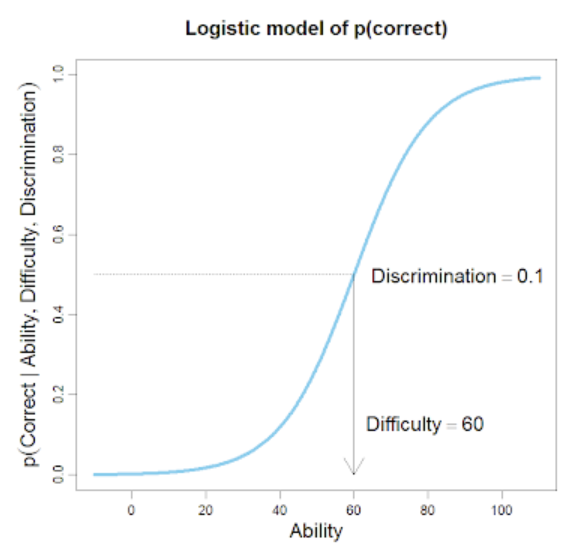 Logistic model of p(correct)
p(Correct | Ability, Difficulty, Discrimination)
1.0
0.8
0.6
0.4
0.2
0.0
Discrimination = 0.1
Difficulty = 60
0 20 40 60 80 100
Ability